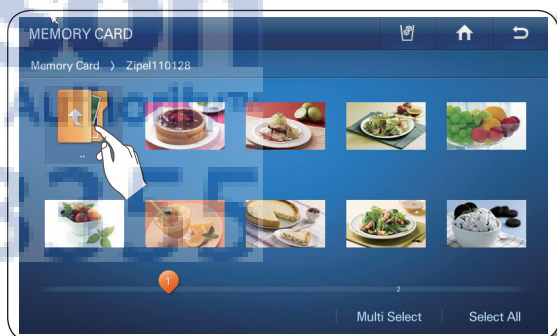 MEMORY CARD
Memory Card 〉 Zipel110128
..
1
2
Multi Select
Select All